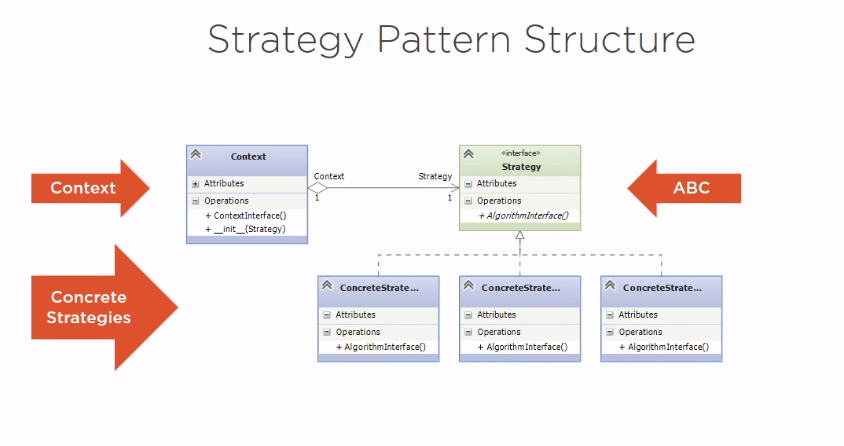 Strategy Pattern Structure
Context
Context
+ Attributes
- Operations
+ ContextInterface()
+ __init__(Strategy)
Context
1
Strategy
1
«interface»
Strategy
- Attributes
- Operations
+ AlgorithmInterface()
ABC
Concrete
Strategies
ConcreteStrate...
- Attributes
- Operations
+ AlgorithmInterface()
ConcreteStrate...
- Attributes
- Operations
+ AlgorithmInterface()
ConcreteStrate...
- Attributes
- Operations
+ AlgorithmInterface()